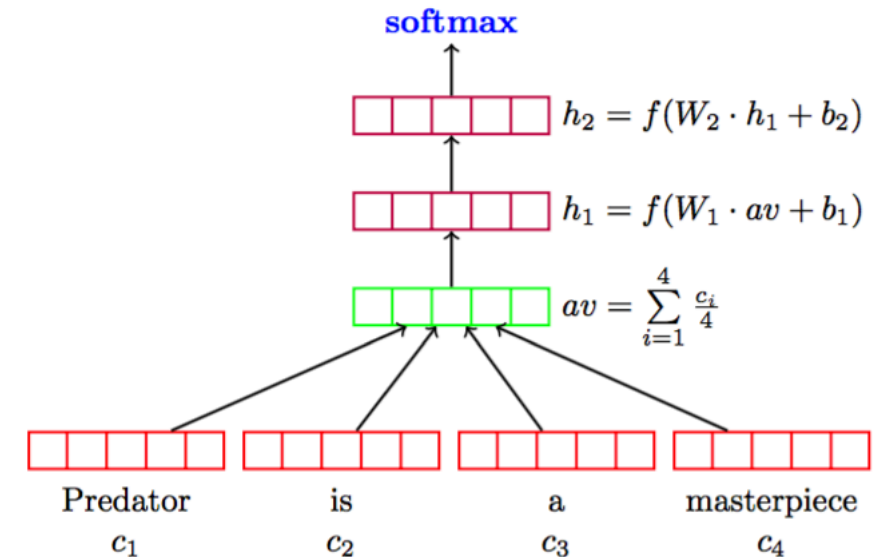 softmax
h₂ = f(W₂ · h₁ + b₂)
h₁ = f(W₁ · av + b₁)
av = ∑_{i=1}^{4} c_i/4
Predator is a masterpiece
c₁ c₂ c₃ c₄